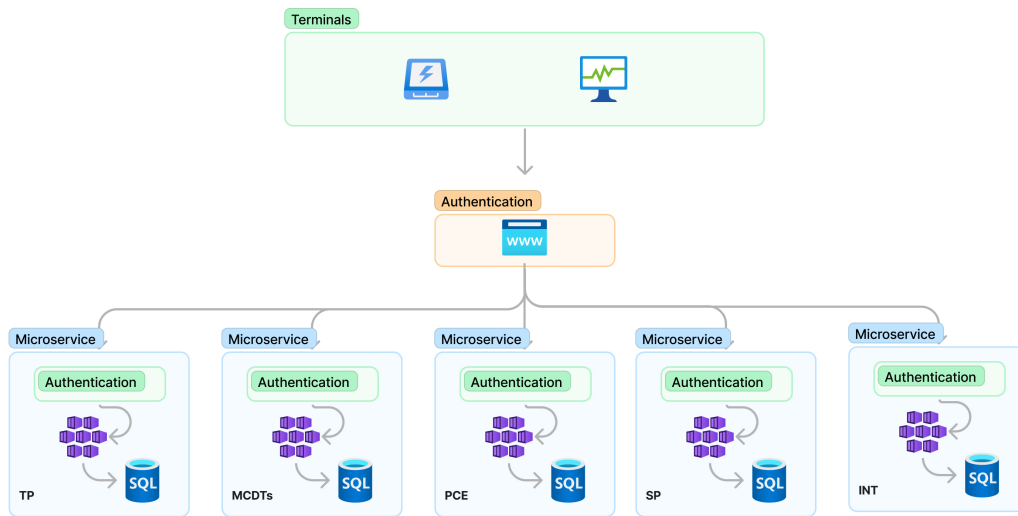 Terminals
Authentication
www
Microservice
Microservice
Microservice
Microservice
Microservice
Authentication
Authentication
Authentication
Authentication
Authentication
SQL
SQL
SQL
SQL
SQL
TP
MCDTs
PCE
SP
INT